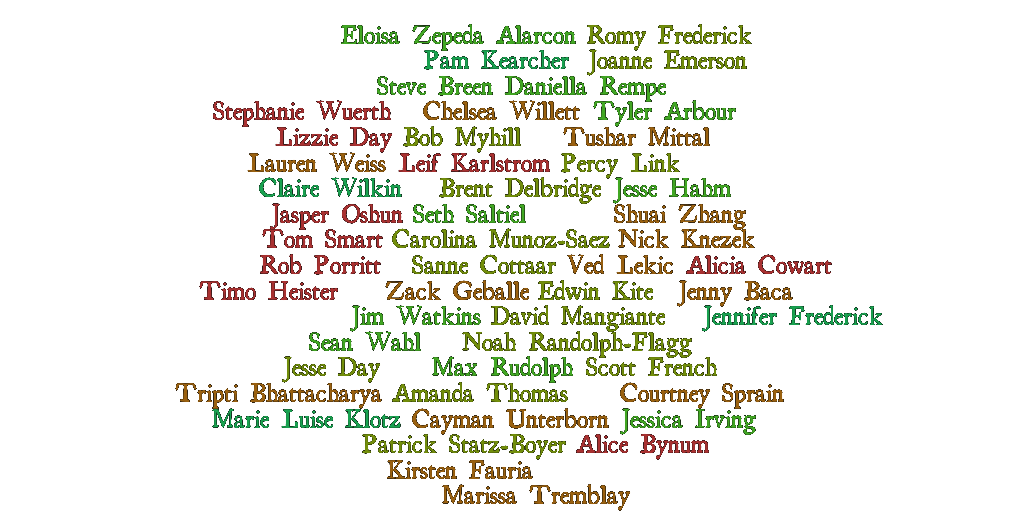 Eloisa Zepeda Alarcon Romy Frederick
Pam Kearcher Joanne Emerson
Steve Breen Daniella Rempe
Stephanie Wuerth Chelsea Willett Tyler Arbour
Lizzie Day Bob Myhill Tushar Mittal
Lauren Weiss Leif Karlstrom Percy Link
Claire Wilkin Brent Delbridge Jesse Hahm
Jasper Oshun Seth Saltiel Shuai Zhang
Tom Smart Carolina Munoz-Saez Nick Knezek
Rob Porritt Sanne Cottaar Ved Lekic Alicia Cowart
Timo Heister Zack Geballe Edwin Kite Jenny Baca
Jim Watkins David Mangiante Jennifer Frederick
Sean Wahl Noah Randolph-Flagg
Jesse Day Max Rudolph Scott French
Tripti Bhattacharya Amanda Thomas Courtney Sprain
Marie Luise Klotz Cayman Unterborn Jessica Irving
Patrick Statz-Boyer Alice Bynum
Kirsten Fauria
Marissa Tremblay